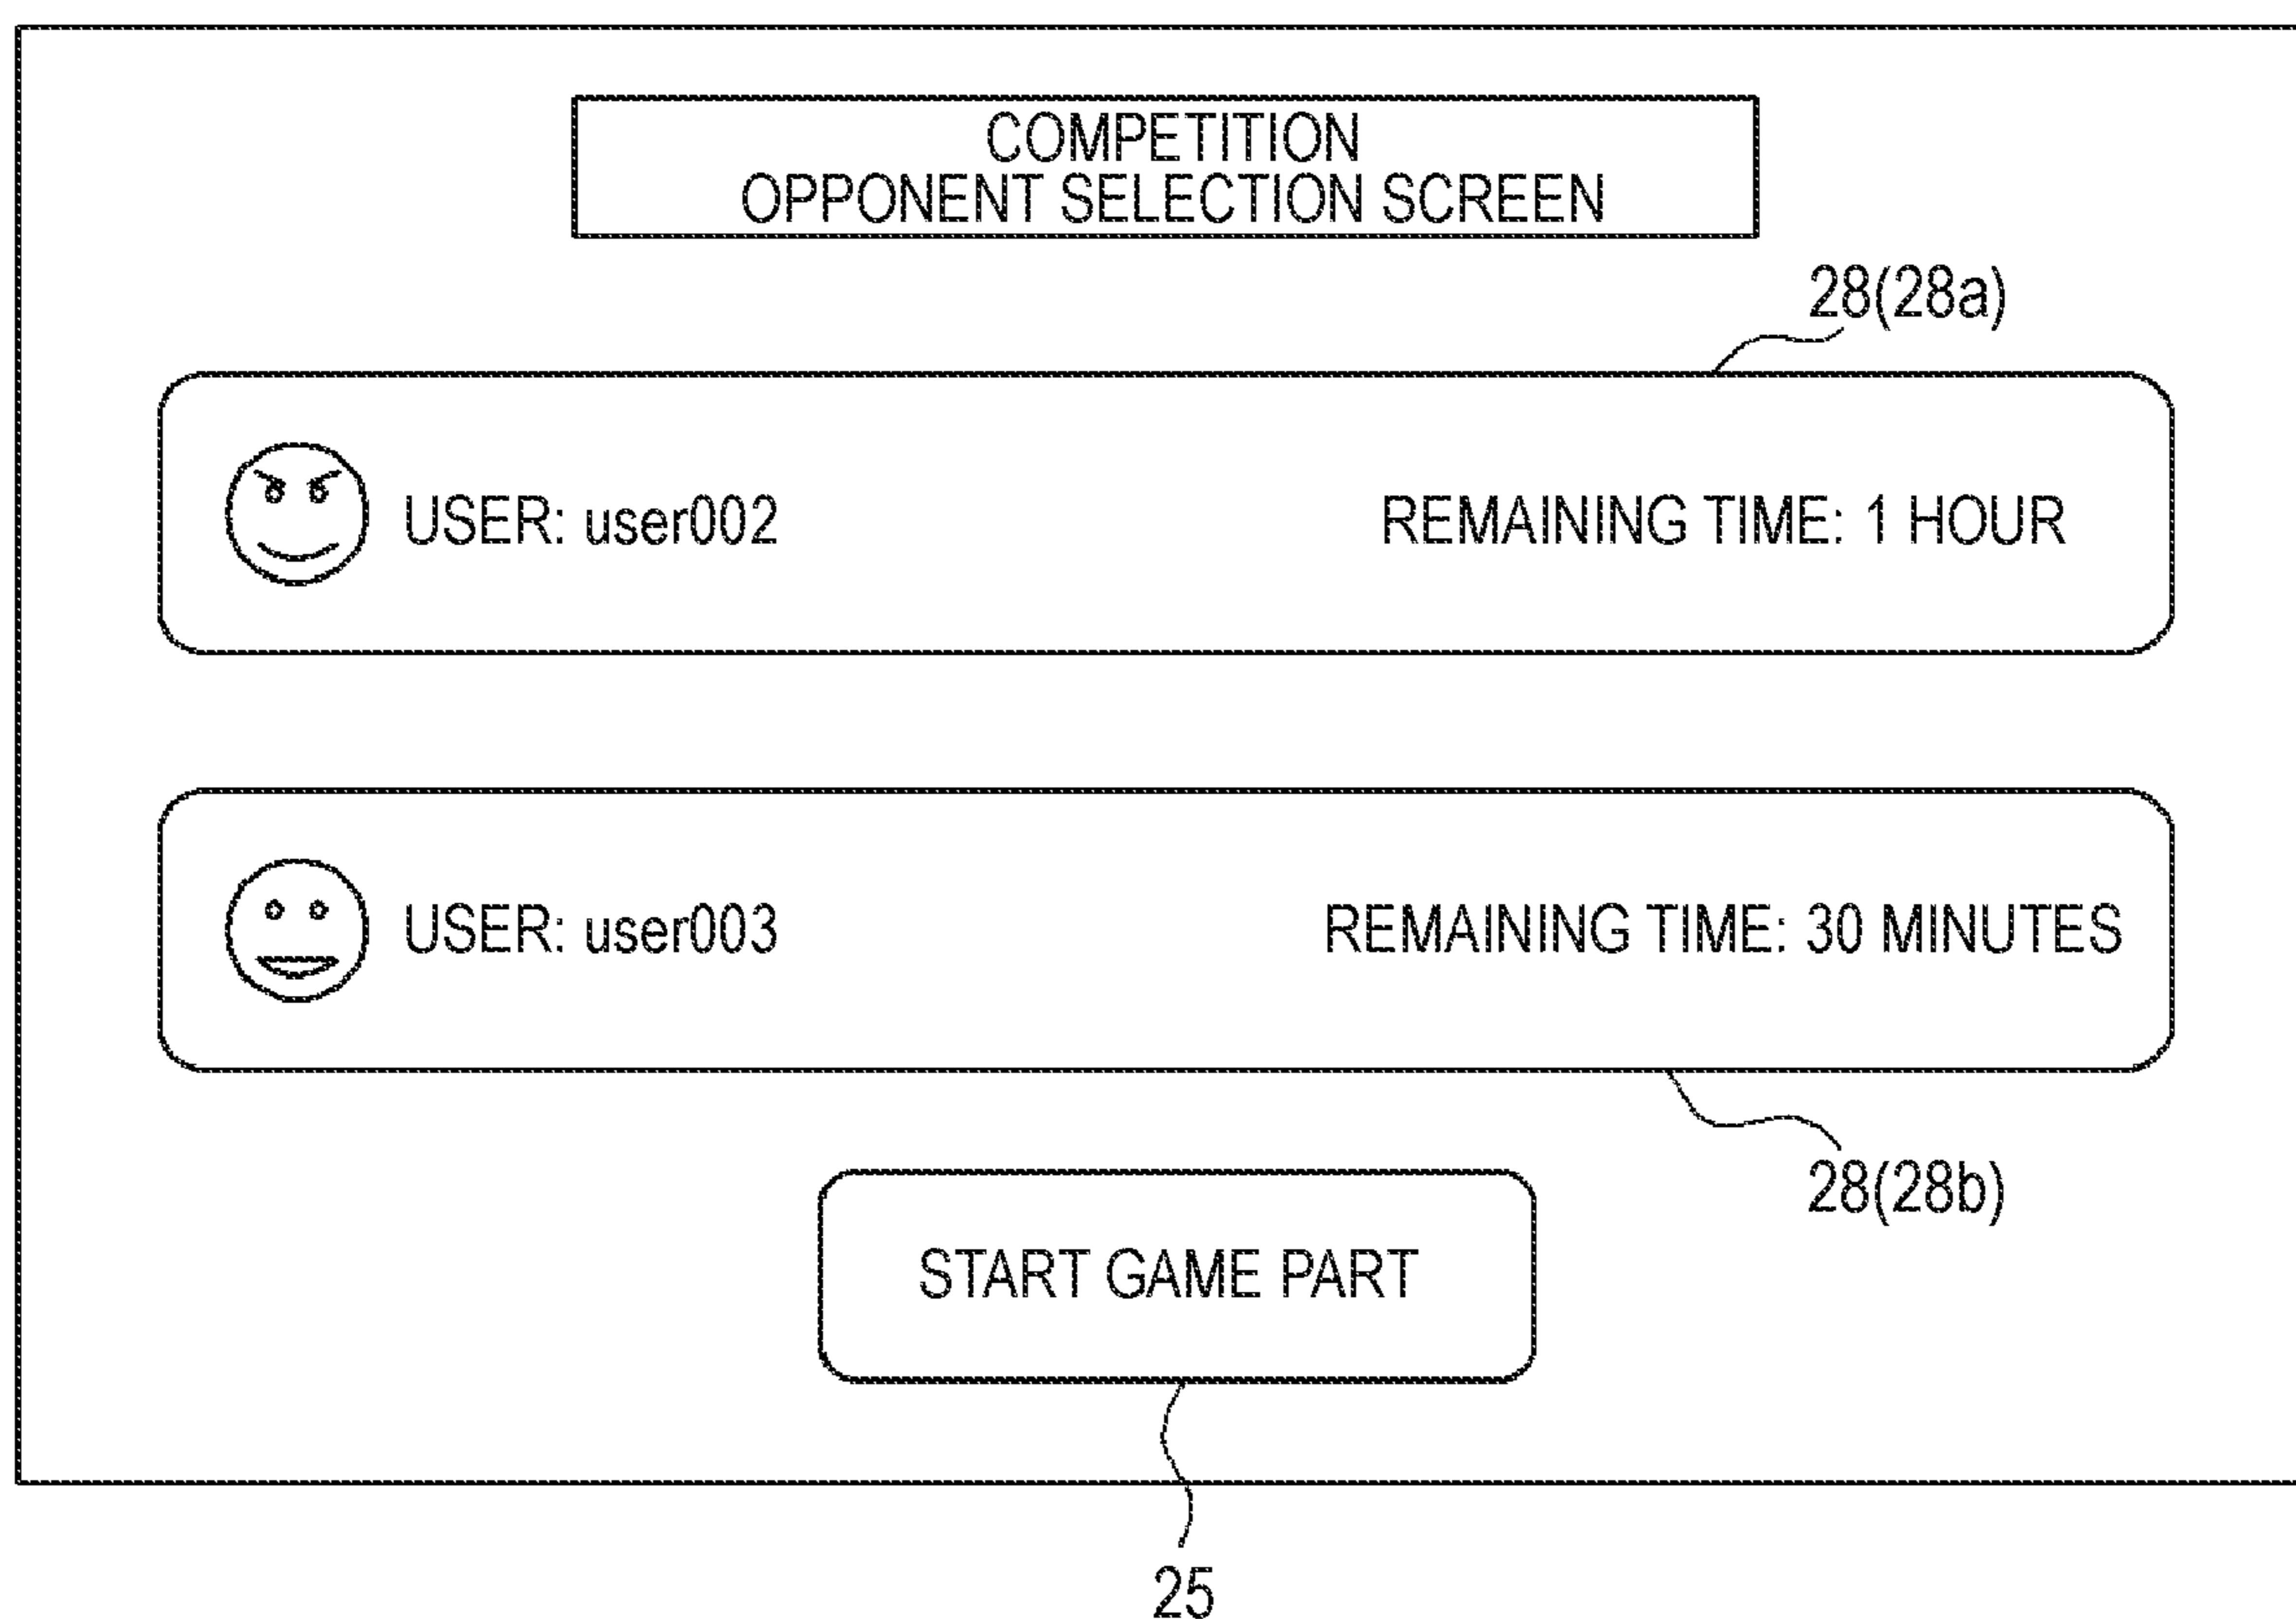 COMPETITION
OPPONENT SELECTION SCREEN
28(28a)
USER: user002 REMAINING TIME: 1 HOUR
USER: user003 REMAINING TIME: 30 MINUTES
28(28b)
START GAME PART
25